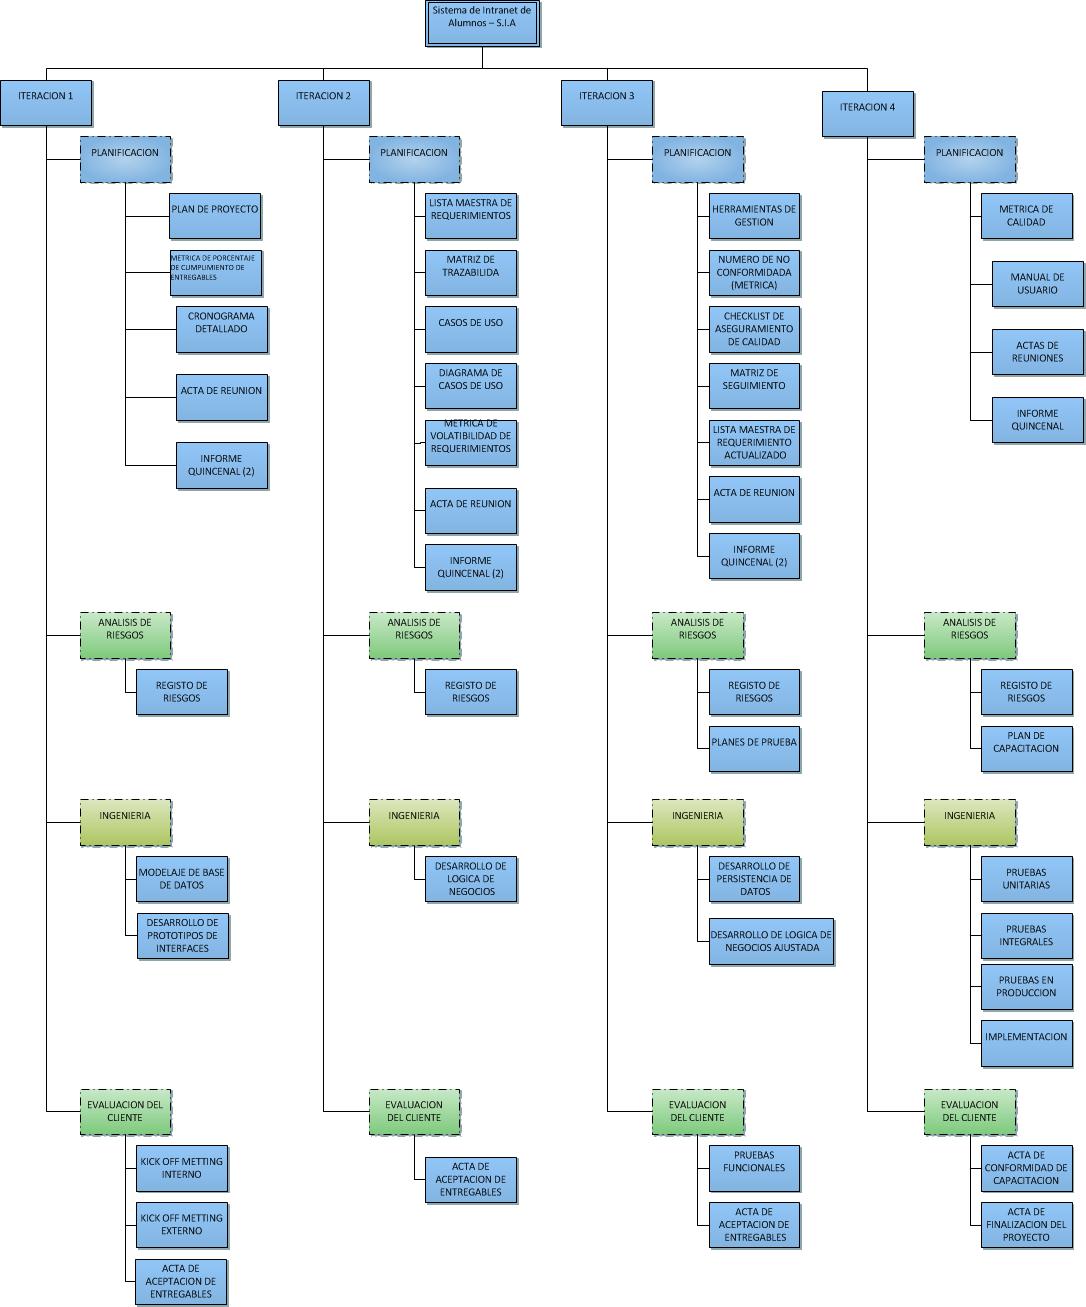 Sistema de Intranet de
Alumnos – S.I.A
ITERACION 1
PLANIFICACION
PLAN DE PROYECTO
METRICA DE PORCENTAJE
DE CUMPLIMIENTO DE
ENTREGABLES
CRONOGRAMA
DETALLADO
ACTA DE REUNION
INFORME
QUINCENAL (2)
ANALISIS DE
RIESGOS
REGISTO DE
RIESGOS
INGENIERIA
MODELAJE DE BASE
DE DATOS
DESARROLLO DE
PROTOTIPOS DE
INTERFACES
EVALUACION DEL
CLIENTE
KICK OFF METTING
INTERNO
KICK OFF METTING
EXTERNO
ACTA DE
ACEPTACION DE
ENTREGABLES
ITERACION 2
PLANIFICACION
LISTA MAESTRA DE
REQUERIMIENTOS
MATRIZ DE
TRAZABILIDA
CASOS DE USO
DIAGRAMA DE
CASOS DE USO
METRICA DE
VOLATIBILIDAD DE
REQUERIMIENTOS
ACTA DE REUNION
INFORME
QUINCENAL (2)
ANALISIS DE
RIESGOS
REGISTO DE
RIESGOS
INGENIERIA
DESARROLLO DE
LOGICA DE
NEGOCIOS
EVALUACION
DEL CLIENTE
ACTA DE
ACEPTACION DE
ENTREGABLES
ITERACION 3
PLANIFICACION
HERRAMIENTAS DE
GESTION
NUMERO DE NO
CONFORMIDADA
(METRICA)
CHECKLIST DE
ASEGURAMIENTO
DE CALIDAD
MATRIZ DE
SEGUIMIENTO
LISTA MAESTRA DE
REQUERIMIENTO
ACTUALIZADO
ACTA DE REUNION
INFORME
QUINCENAL (2)
ANALISIS DE
RIESGOS
REGISTO DE
RIESGOS
PLANES DE PRUEBA
INGENIERIA
DESARROLLO DE
PERSISTENCIA DE
DATOS
DESARROLLO DE LOGICA DE
NEGOCIOS AJUSTADA
EVALUACION
DEL CLIENTE
PRUEBAS
FUNCIONALES
ACTA DE
ACEPTACION DE
ENTREGABLES
ITERACION 4
PLANIFICACION
METRICA DE
CALIDAD
MANUAL DE
USUARIO
ACTAS DE
REUNIONES
INFORME
QUINCENAL
ANALISIS DE
RIESGOS
REGISTO DE
RIESGOS
PLAN DE
CAPACITACION
INGENIERIA
PRUEBAS
UNITARIAS
PRUEBAS
INTEGRALES
PRUEBAS EN
PRODUCCION
IMPLEMENTACION
EVALUACION
DEL CLIENTE
ACTA DE
CONFORMIDAD DE
CAPACITACION
ACTA DE
FINALIZACION DEL
PROYECTO